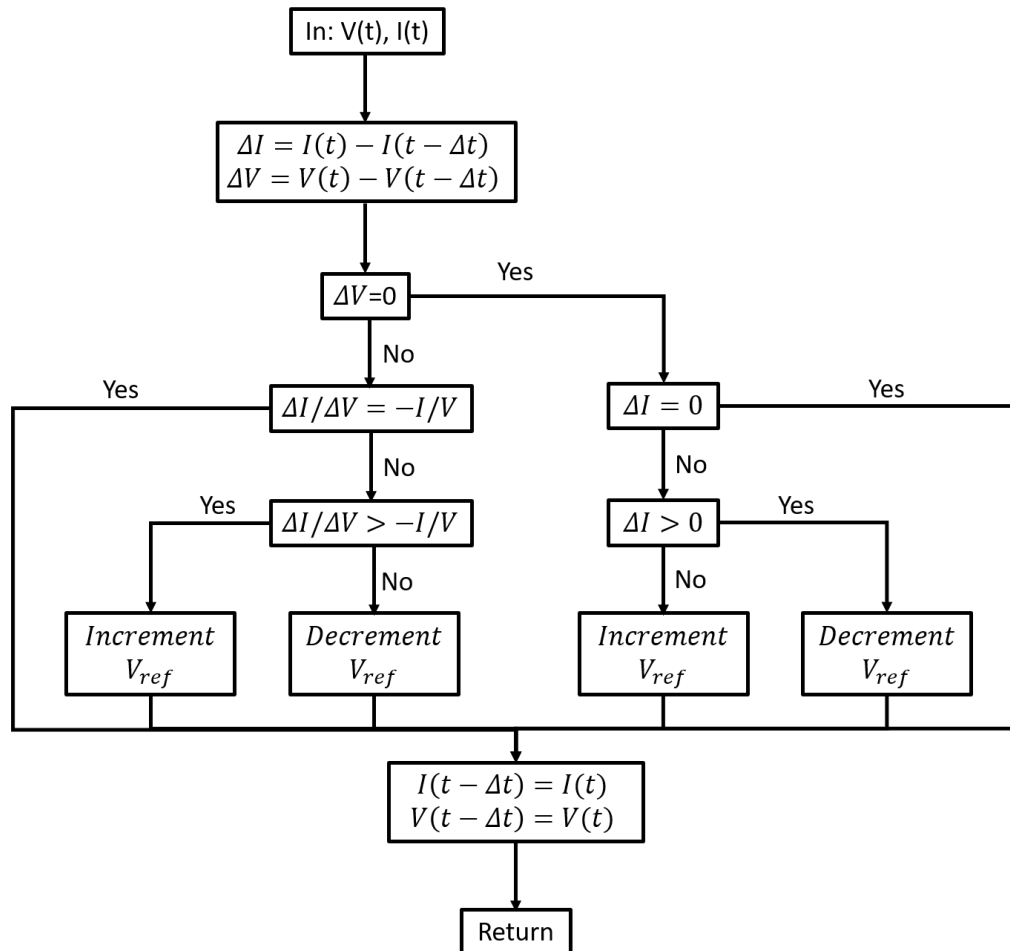 In: V(t), I(t)
ΔI = I(t) − I(t − Δt)
ΔV = V(t) − V(t − Δt)
ΔV=0
Yes
No
Yes
ΔI/ΔV = −I/V
ΔI = 0
Yes
No
No
Yes
ΔI/ΔV > −I/V
ΔI > 0
Yes
No
No
Increment
V_ref
Decrement
V_ref
Increment
V_ref
Decrement
V_ref
I(t − Δt) = I(t)
V(t − Δt) = V(t)
Return